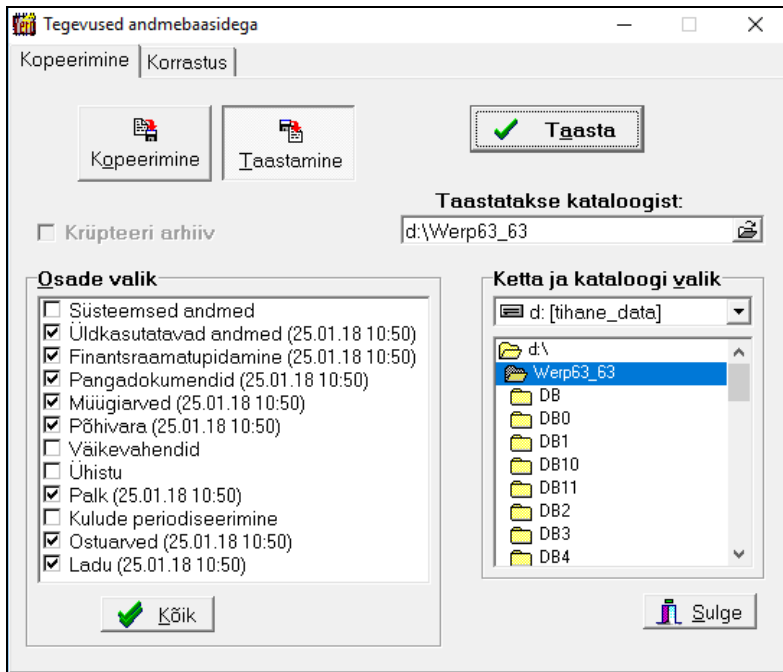 Verp
Tegevused andmebaasidega
Kopeerimine Korrastus
Kopeerimine Taastamine
Taasta
Taastatakse kataloogist:
Krüpteeri arhiiv
d:\Werp63_63
Osade valik
Süsteemsed andmed
Üldkasutatavad andmed (25.01.18 10:50)
Finantsraamatupidamine (25.01.18 10:50)
Pangadokumendid (25.01.18 10:50)
Müügiarved (25.01.18 10:50)
Põhivara (25.01.18 10:50)
Väikevahendid
Ühistu
Palk (25.01.18 10:50)
Kulude periodiseerimine
Ostuarved (25.01.18 10:50)
Ladu (25.01.18 10:50)
Kõik
Ketta ja kataloogi valik
d: [tihane_data]
d:\
Werp63_63
DB
DB0
DB1
DB10
DB11
DB2
DB3
DB4
Sulge